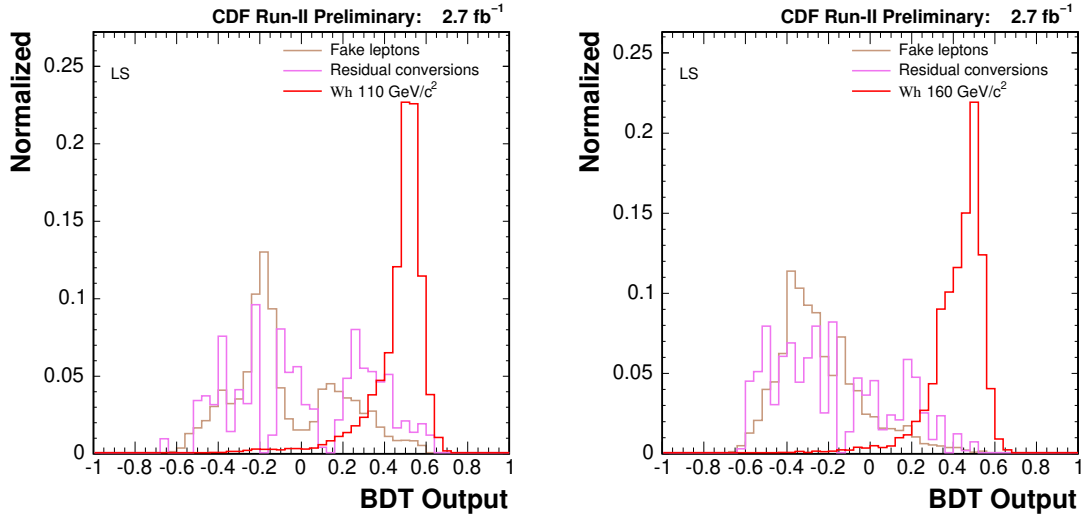 CDF Run-II Preliminary: 2.7 fb⁻¹
Normalized
0.25
0.2
0.15
0.1
0.05
0
LS
Fake leptons
Residual conversions
Wh 110 GeV/c²
-1 -0.8 -0.6 -0.4 -0.2 0 0.2 0.4 0.6 0.8 1
BDT Output
CDF Run-II Preliminary: 2.7 fb⁻¹
Normalized
0.25
0.2
0.15
0.1
0.05
0
LS
Fake leptons
Residual conversions
Wh 160 GeV/c²
-1 -0.8 -0.6 -0.4 -0.2 0 0.2 0.4 0.6 0.8 1
BDT Output